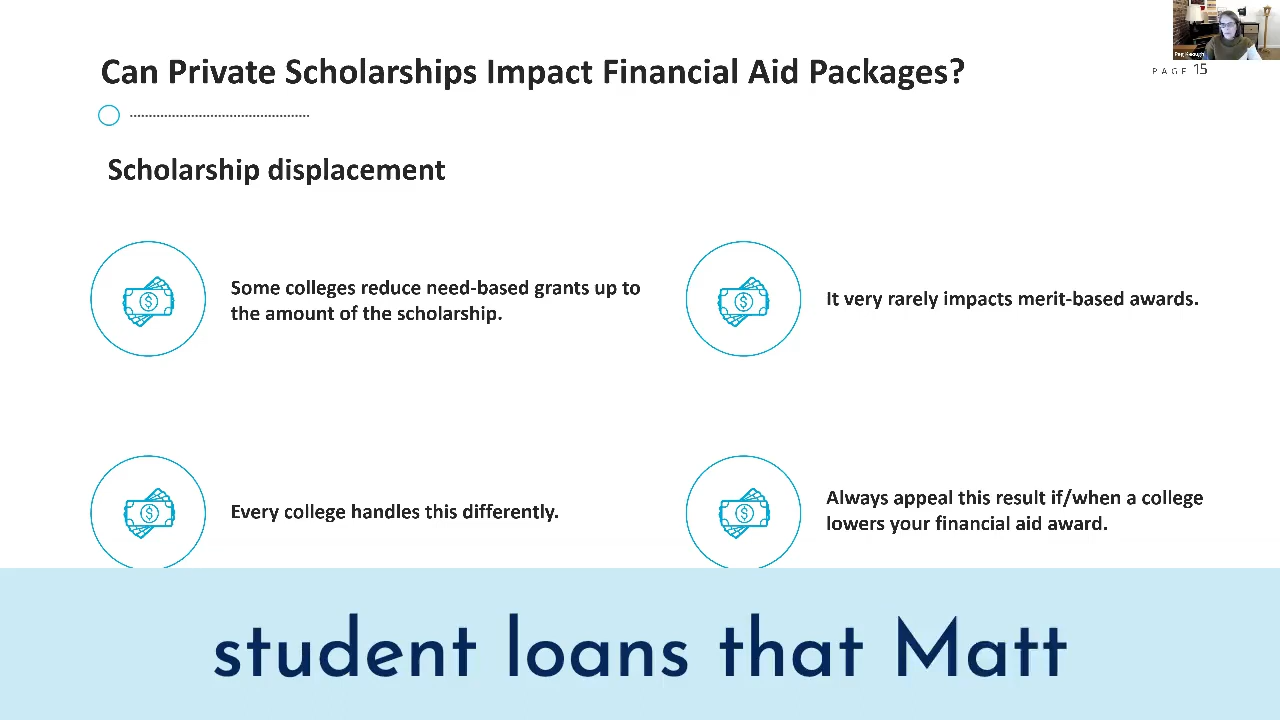 Can Private Scholarships Impact Financial Aid Packages?
Peg Keough
PAGE 15
Scholarship displacement
Some colleges reduce need-based grants up to
the amount of the scholarship.
It very rarely impacts merit-based awards.
Every college handles this differently.
Always appeal this result if/when a college
lowers your financial aid award.
student loans that Matt